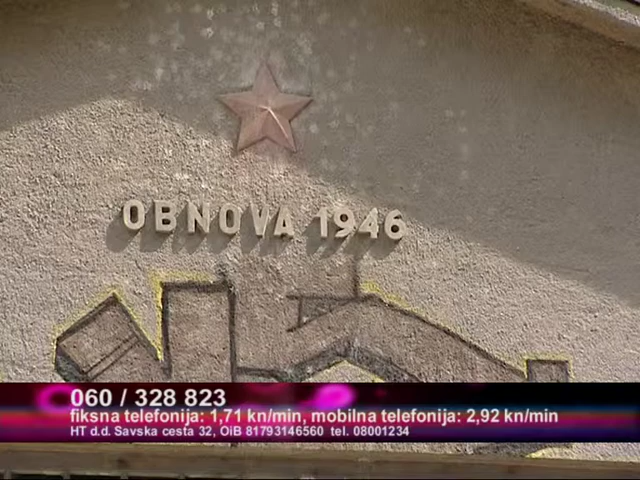 OBNOVA 1946
060 / 328 823
fiksna telefonija: 1,71 kn/min, mobilna telefonija: 2,92 kn/min
HT d.d. Savska cesta 32, OiB 81793146560 tel. 08001234